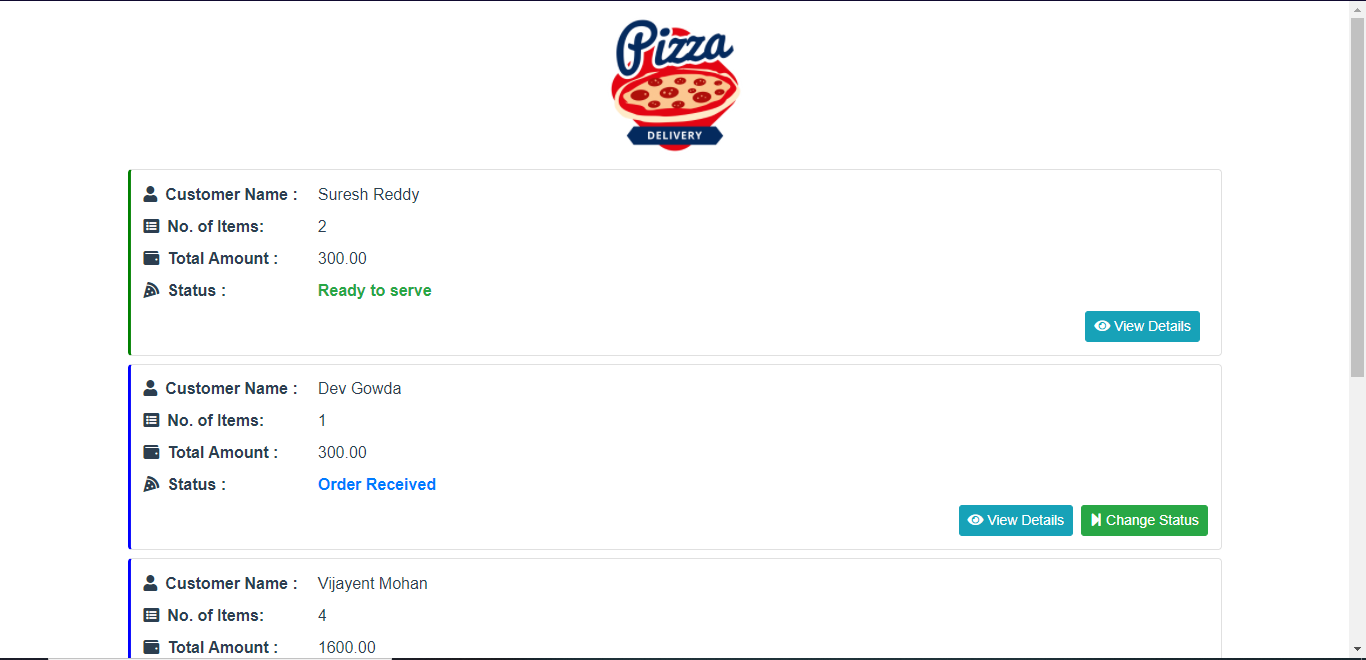 Pizza
DELIVERY
Customer Name : Suresh Reddy
No. of Items: 2
Total Amount : 300.00
Status : Ready to serve
View Details
Customer Name : Dev Gowda
No. of Items: 1
Total Amount : 300.00
Status : Order Received
View Details Change Status
Customer Name : Vijayent Mohan
No. of Items: 4
Total Amount : 1600.00